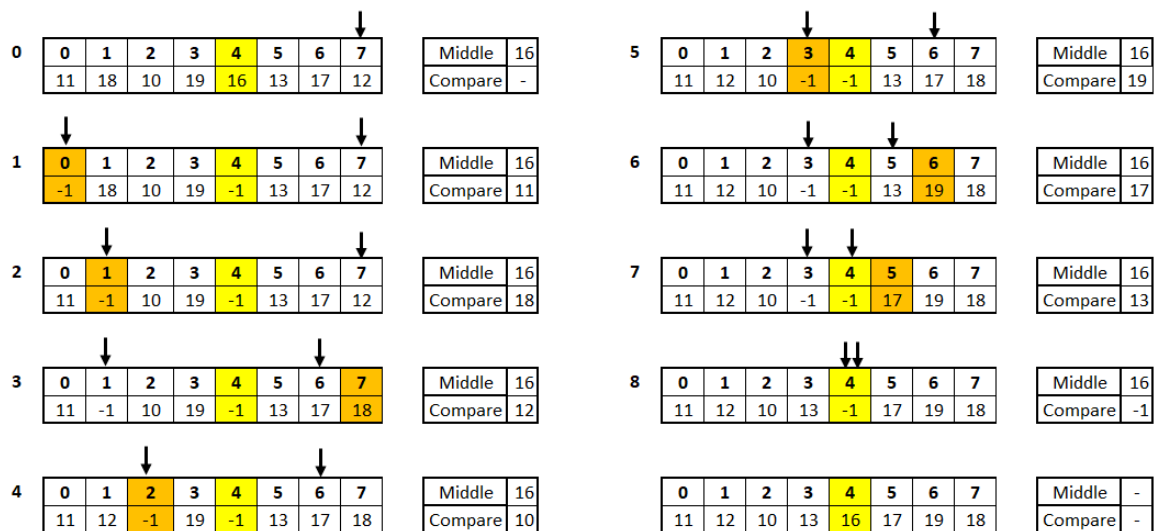 0 0 1 2 3 4 5 6 7 Middle 16
11 18 10 19 16 13 17 12 Compare -
1 0 1 2 3 4 5 6 7 Middle 16
-1 18 10 19 -1 13 17 12 Compare 11
2 0 1 2 3 4 5 6 7 Middle 16
11 -1 10 19 -1 13 17 12 Compare 18
3 0 1 2 3 4 5 6 7 Middle 16
11 -1 10 19 -1 13 17 18 Compare 12
4 0 1 2 3 4 5 6 7 Middle 16
11 12 -1 19 -1 13 17 18 Compare 10
5 0 1 2 3 4 5 6 7 Middle 16
11 12 10 -1 -1 13 17 18 Compare 19
6 0 1 2 3 4 5 6 7 Middle 16
11 12 10 -1 -1 13 19 18 Compare 17
7 0 1 2 3 4 5 6 7 Middle 16
11 12 10 -1 -1 17 19 18 Compare 13
8 0 1 2 3 4 5 6 7 Middle 16
11 12 10 13 -1 17 19 18 Compare -1
0 1 2 3 4 5 6 7 Middle -
11 12 10 13 16 17 19 18 Compare -